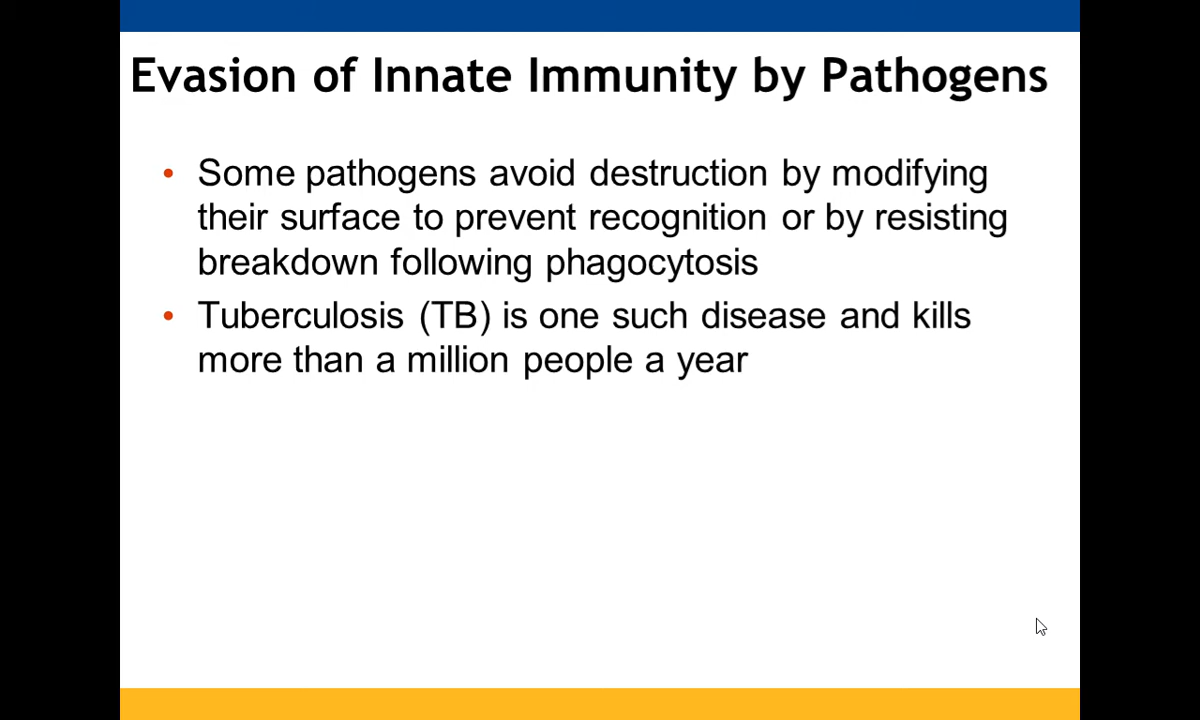 Evasion of Innate Immunity by Pathogens
• Some pathogens avoid destruction by modifying
their surface to prevent recognition or by resisting
breakdown following phagocytosis
• Tuberculosis (TB) is one such disease and kills
more than a million people a year